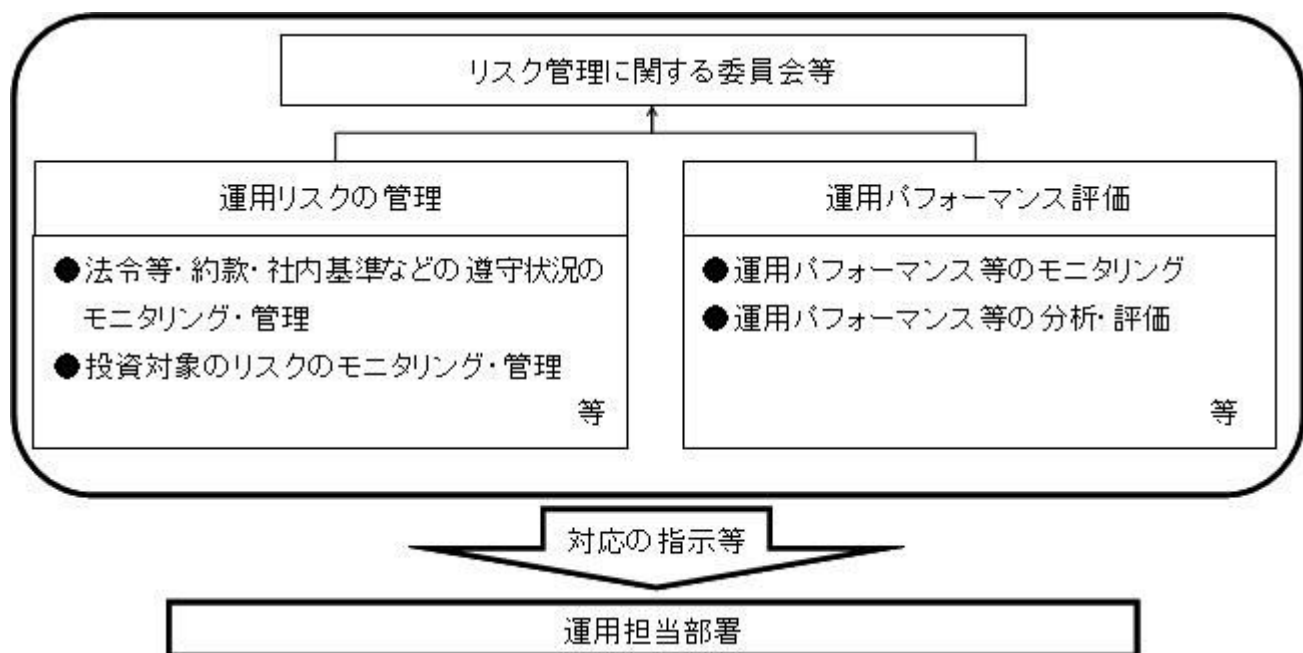 リスク管理に関する委員会等
運用リスクの管理
●法令等・約款・社内基準などの遵守状況の
モニタリング・管理
●投資対象のリスクのモニタリング・管理
等
運用パフォーマンス評価
●運用パフォーマンス等のモニタリング
●運用パフォーマンス等の分析・評価
等
対応の指示等
運用担当部署